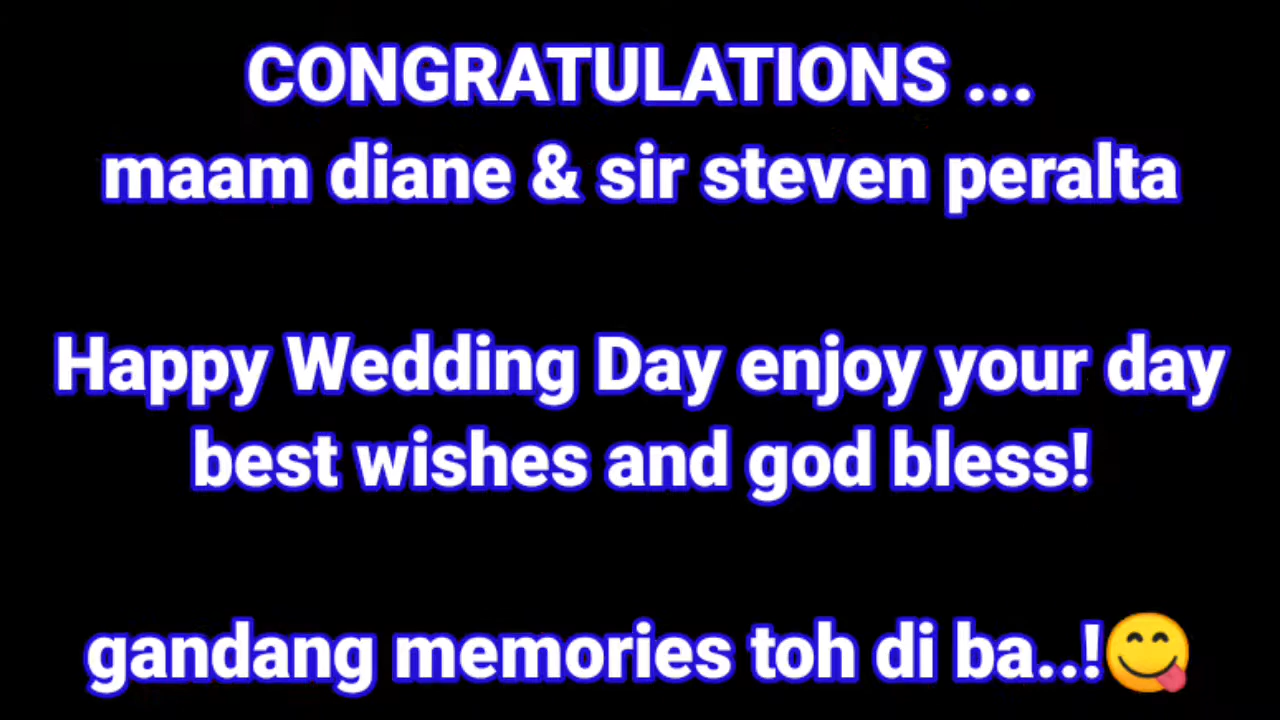 CONGRATULATIONS ...
maam diane & sir steven peralta
Happy Wedding Day enjoy your day
best wishes and god bless!
gandang memories toh di ba..!😋